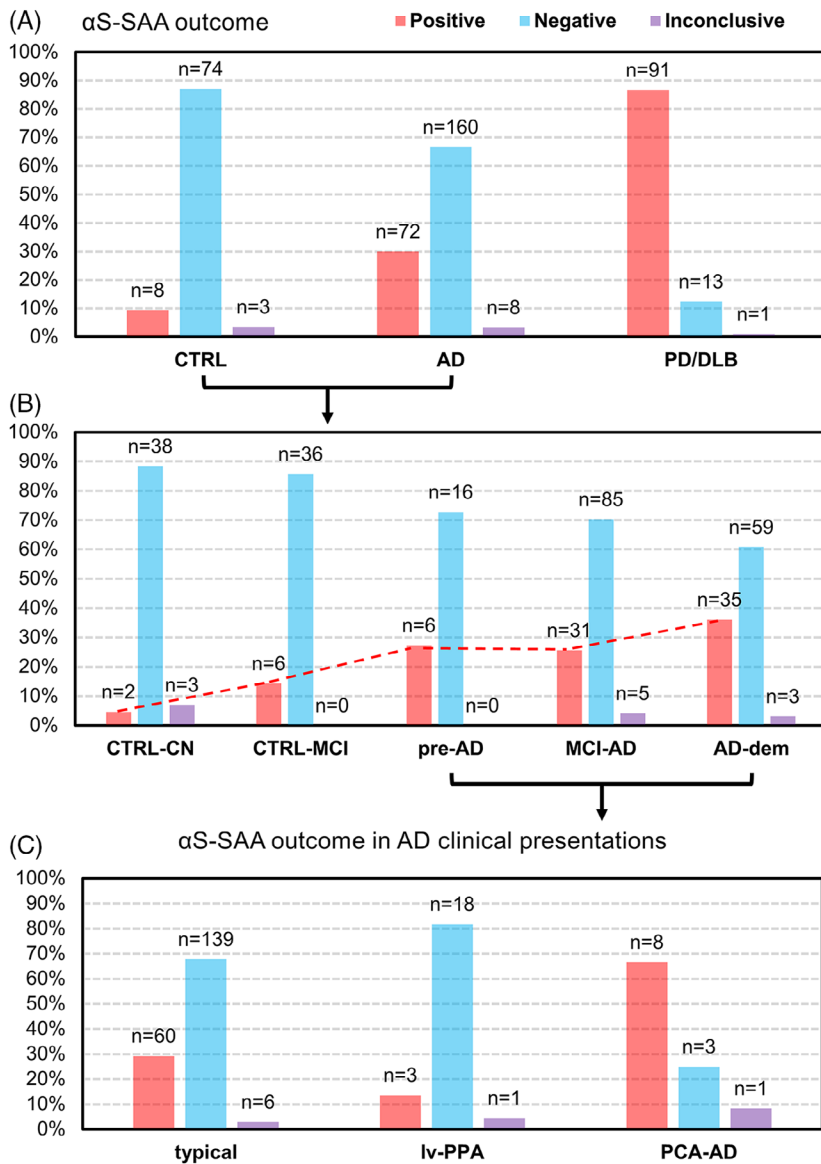 (A) αS-SAA outcome Positive Negative Inconclusive
100%
90%
80%
70%
60%
50%
40%
30%
20%
10%
0%
n=8 n=74 n=3
n=72 n=160 n=8
n=91 n=13 n=1
CTRL AD PD/DLB
(B)
100%
90%
80%
70%
60%
50%
40%
30%
20%
10%
0%
n=2 n=38 n=3
n=6 n=36 n=0
n=6 n=16 n=0
n=31 n=85 n=5
n=35 n=59 n=3
CTRL-CN CTRL-MCI pre-AD MCI-AD AD-dem
αS-SAA outcome in AD clinical presentations
(C)
100%
90%
80%
70%
60%
50%
40%
30%
20%
10%
0%
n=60 n=139 n=6
n=3 n=18 n=1
n=8 n=3 n=1
typical lv-PPA PCA-AD